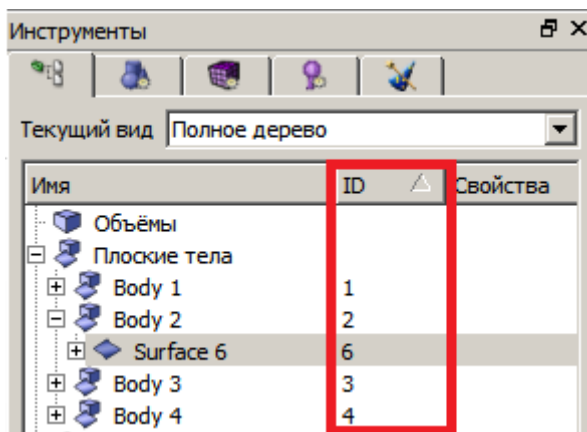 Инструменты
Текущий вид Полное дерево
Имя ID Свойства
Объёмы
Плоские тела
Body 1 1
Body 2 2
Surface 6 6
Body 3 3
Body 4 4